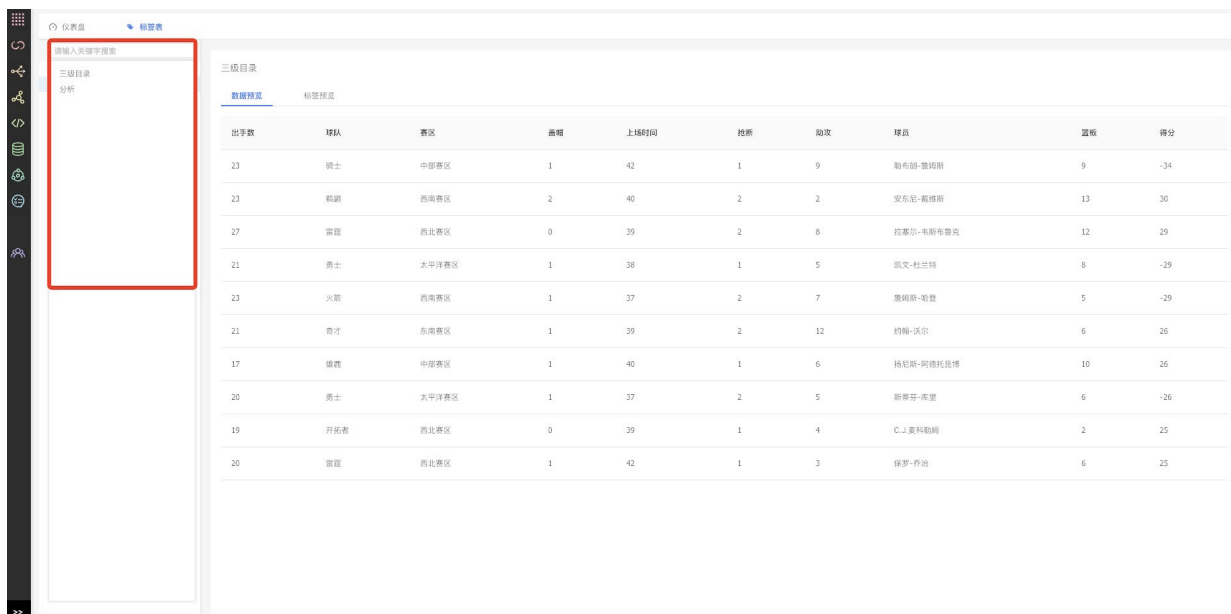 仪表盘 标签表
请输入关键字搜索
三级目录
分析
三级目录
数据预览 标签预览
出手数 球队 赛区 盖帽 上场时间 抢断 助攻 球员 篮板 得分
23 骑士 中部赛区 1 42 1 9 勒布朗-詹姆斯 9 -34
23 鹈鹕 西南赛区 2 40 2 2 安东尼-戴维斯 13 30
27 雷霆 西北赛区 0 39 2 8 拉塞尔-韦斯布鲁克 12 29
21 勇士 太平洋赛区 1 38 1 5 凯文-杜兰特 8 -29
23 火箭 西南赛区 1 37 2 7 詹姆斯-哈登 5 -29
21 奇才 东南赛区 1 39 2 12 约翰-沃尔 6 26
17 雄鹿 中部赛区 1 40 1 6 扬尼斯-阿德托昆博 10 26
20 勇士 太平洋赛区 1 37 2 5 斯蒂芬-库里 6 -26
19 开拓者 西北赛区 0 39 1 4 C.J.麦科勒姆 2 25
20 雷霆 西北赛区 1 42 1 3 保罗-乔治 6 25